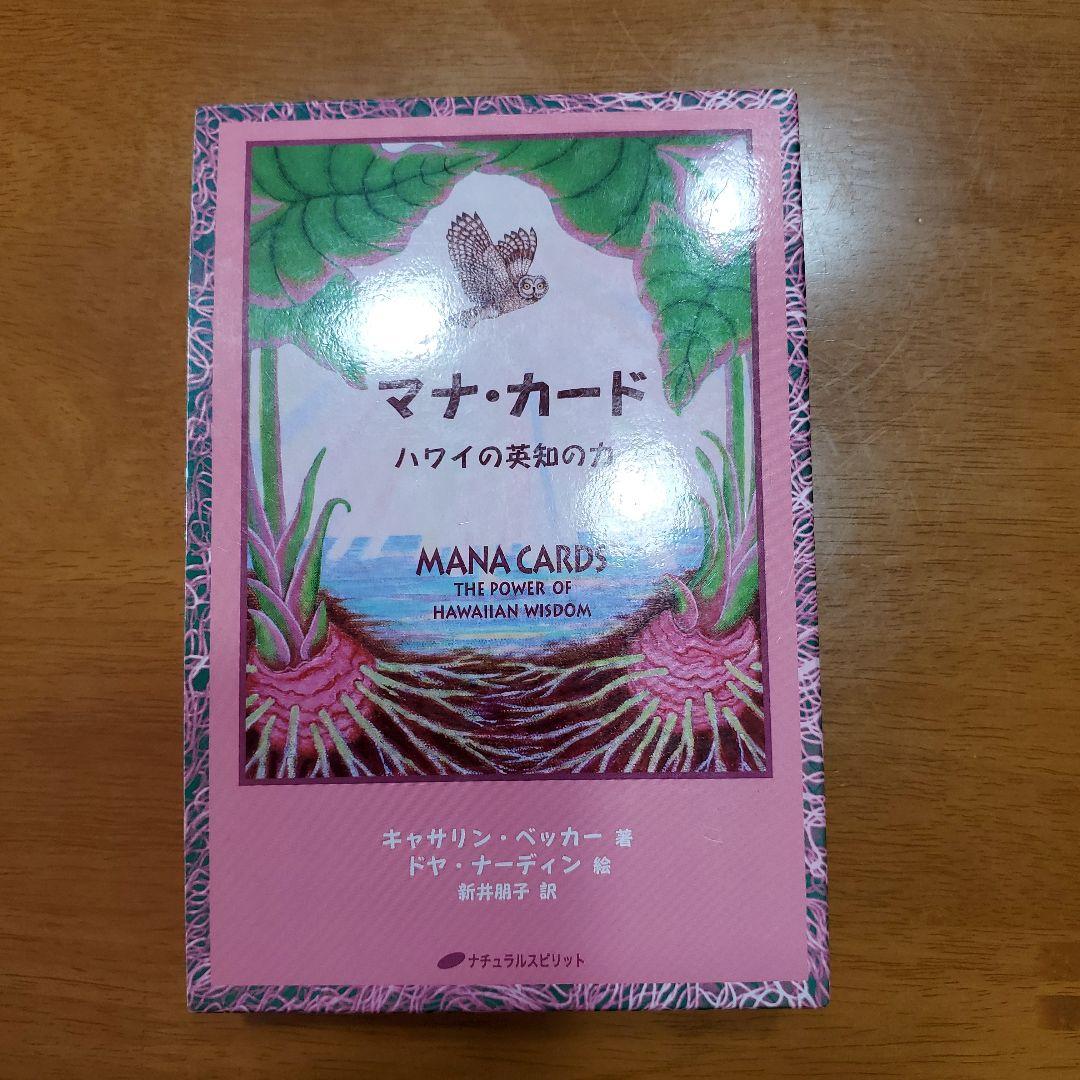 マナ・カード
ハワイの英知の力
MANA CARDS
THE POWER OF
HAWAIIAN WISDOM
キャサリン・ベッカー 著
ドヤ・ナーディン 絵
新井朋子 訳
ナチュラルスピリット